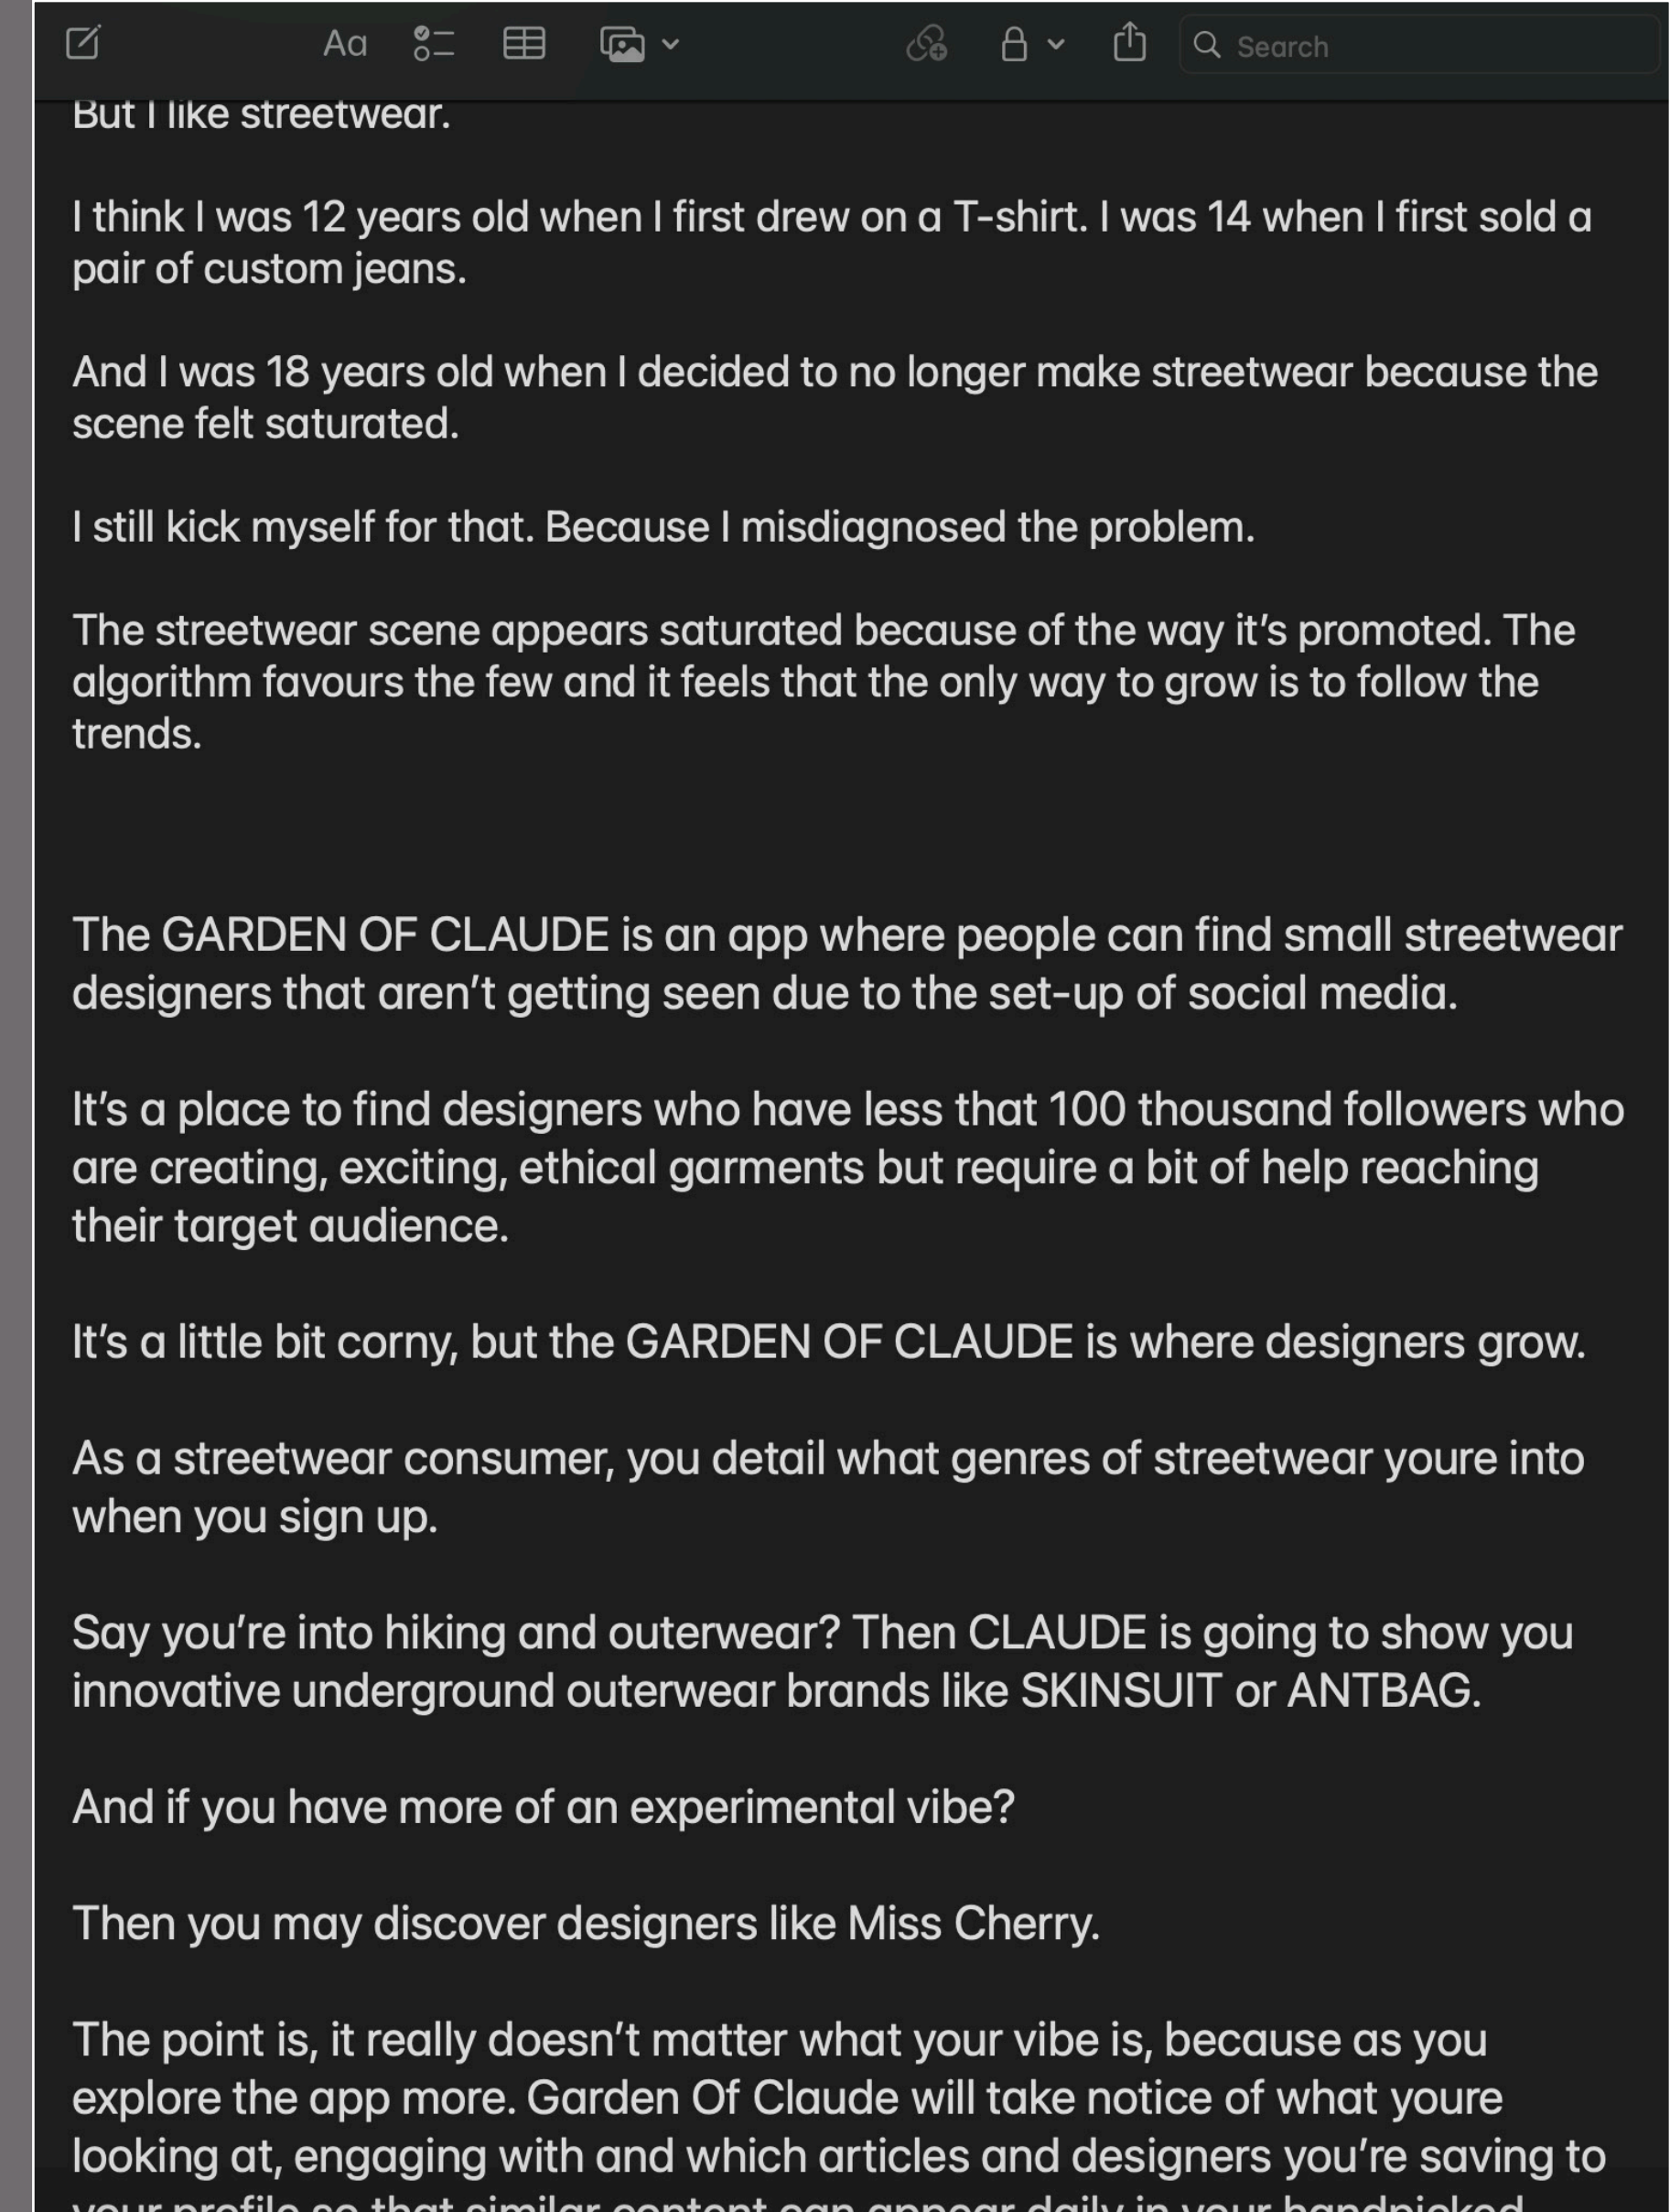 Aa
Search
But I like streetwear.
I think I was 12 years old when I first drew on a T-shirt. I was 14 when I first sold a
pair of custom jeans.
And I was 18 years old when I decided to no longer make streetwear because the
scene felt saturated.
I still kick myself for that. Because I misdiagnosed the problem.
The streetwear scene appears saturated because of the way it’s promoted. The
algorithm favours the few and it feels that the only way to grow is to follow the
trends.
The GARDEN OF CLAUDE is an app where people can find small streetwear
designers that aren’t getting seen due to the set-up of social media.
It’s a place to find designers who have less that 100 thousand followers who
are creating, exciting, ethical garments but require a bit of help reaching
their target audience.
It’s a little bit corny, but the GARDEN OF CLAUDE is where designers grow.
As a streetwear consumer, you detail what genres of streetwear youre into
when you sign up.
Say you’re into hiking and outerwear? Then CLAUDE is going to show you
innovative underground outerwear brands like SKINSUIT or ANTBAG.
And if you have more of an experimental vibe?
Then you may discover designers like Miss Cherry.
The point is, it really doesn’t matter what your vibe is, because as you
explore the app more. Garden Of Claude will take notice of what youre
looking at, engaging with and which articles and designers you’re saving to
your profile so that similar content can appear daily in your handpicked